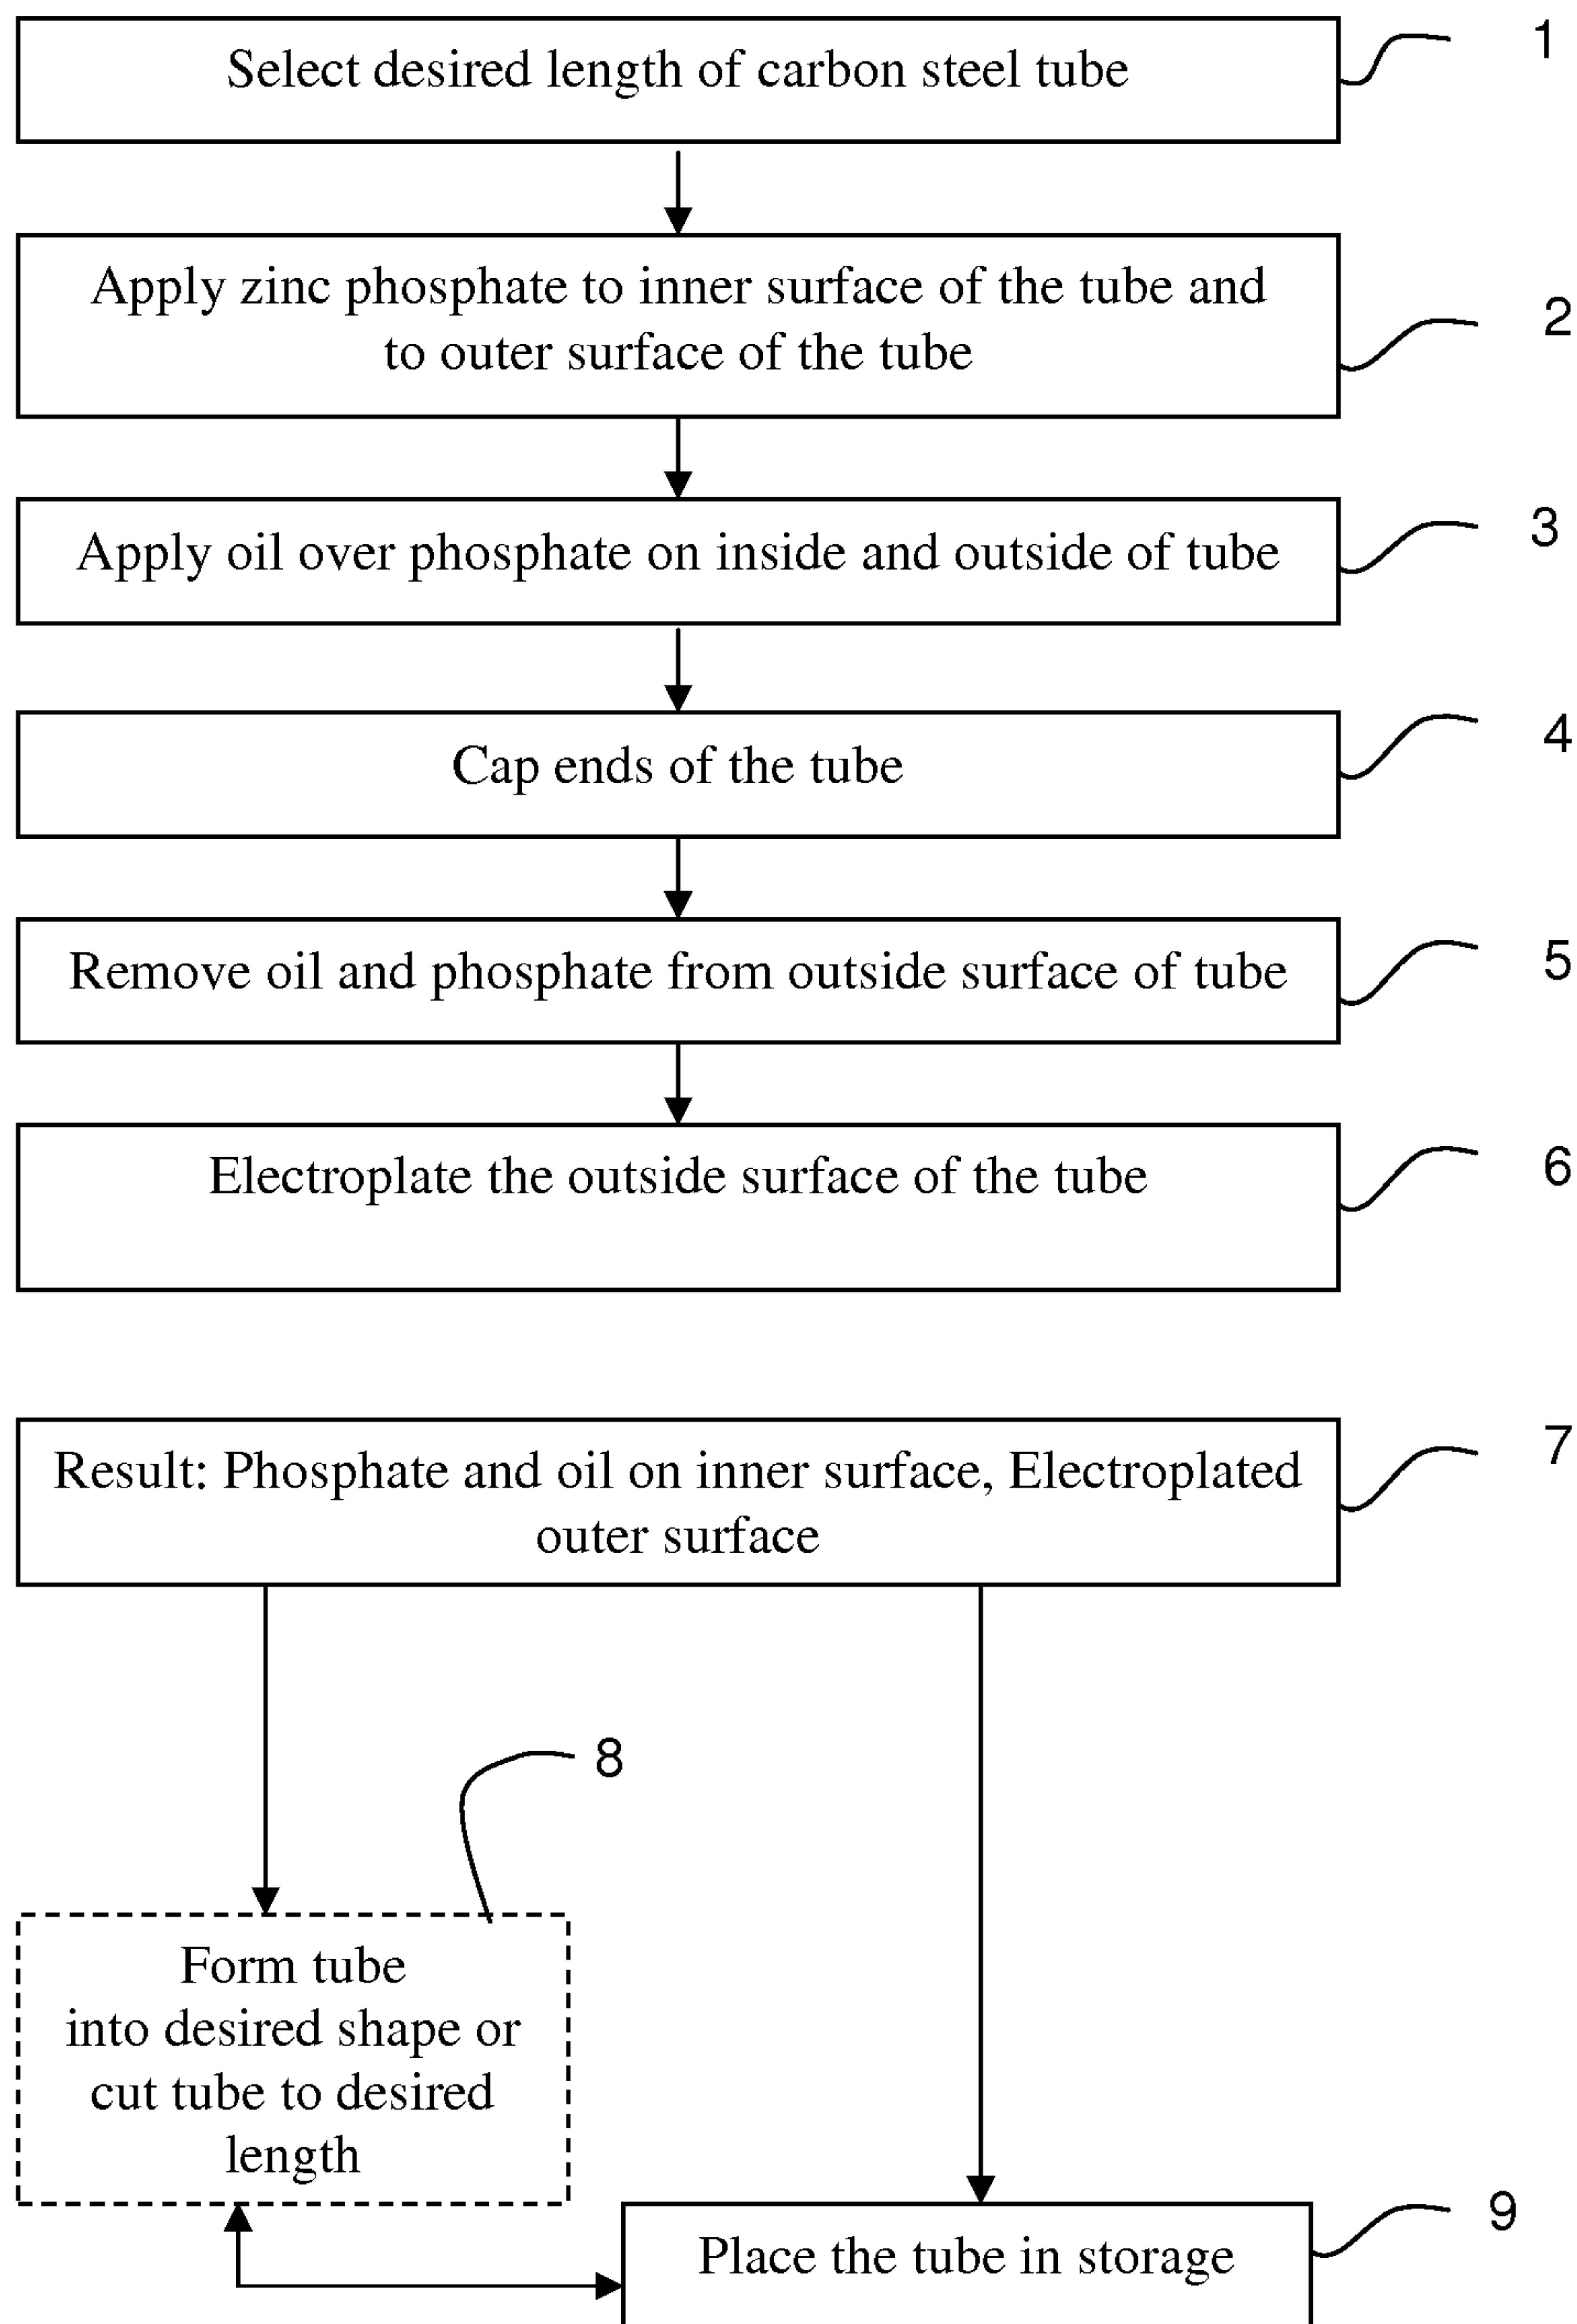 Select desired length of carbon steel tube
1
Apply zinc phosphate to inner surface of the tube and
to outer surface of the tube
2
Apply oil over phosphate on inside and outside of tube
3
Cap ends of the tube
4
Remove oil and phosphate from outside surface of tube
5
Electroplate the outside surface of the tube
6
Result: Phosphate and oil on inner surface, Electroplated
outer surface
7
8
Form tube
into desired shape or
cut tube to desired
length
Place the tube in storage
9